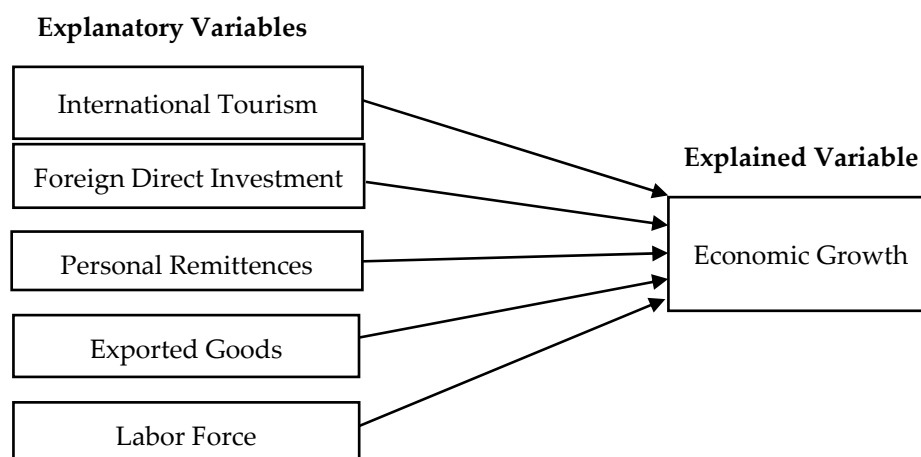 Explanatory Variables
International Tourism
Foreign Direct Investment
Personal Remittences
Exported Goods
Labor Force
Explained Variable
Economic Growth